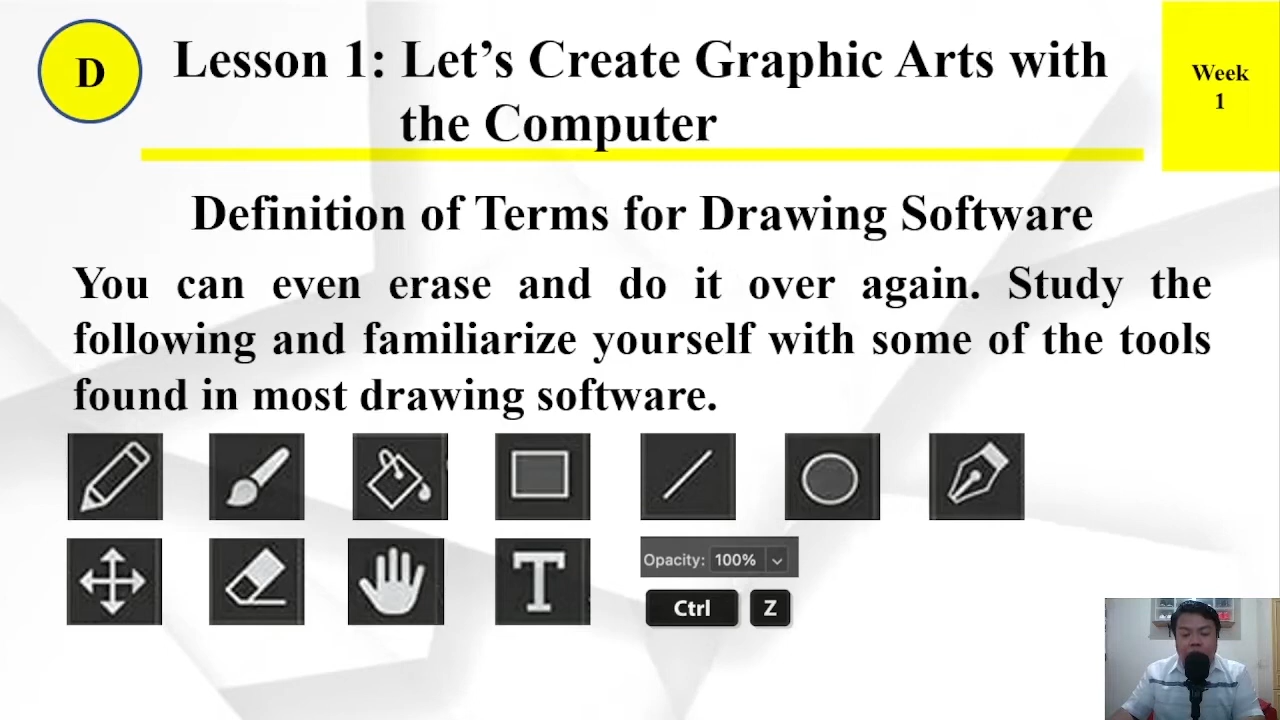 D
Lesson 1: Let’s Create Graphic Arts with
the Computer
Week
1
Definition of Terms for Drawing Software
You can even erase and do it over again. Study the
following and familiarize yourself with some of the tools
found in most drawing software.
T
Opacity: 100%
Ctrl Z